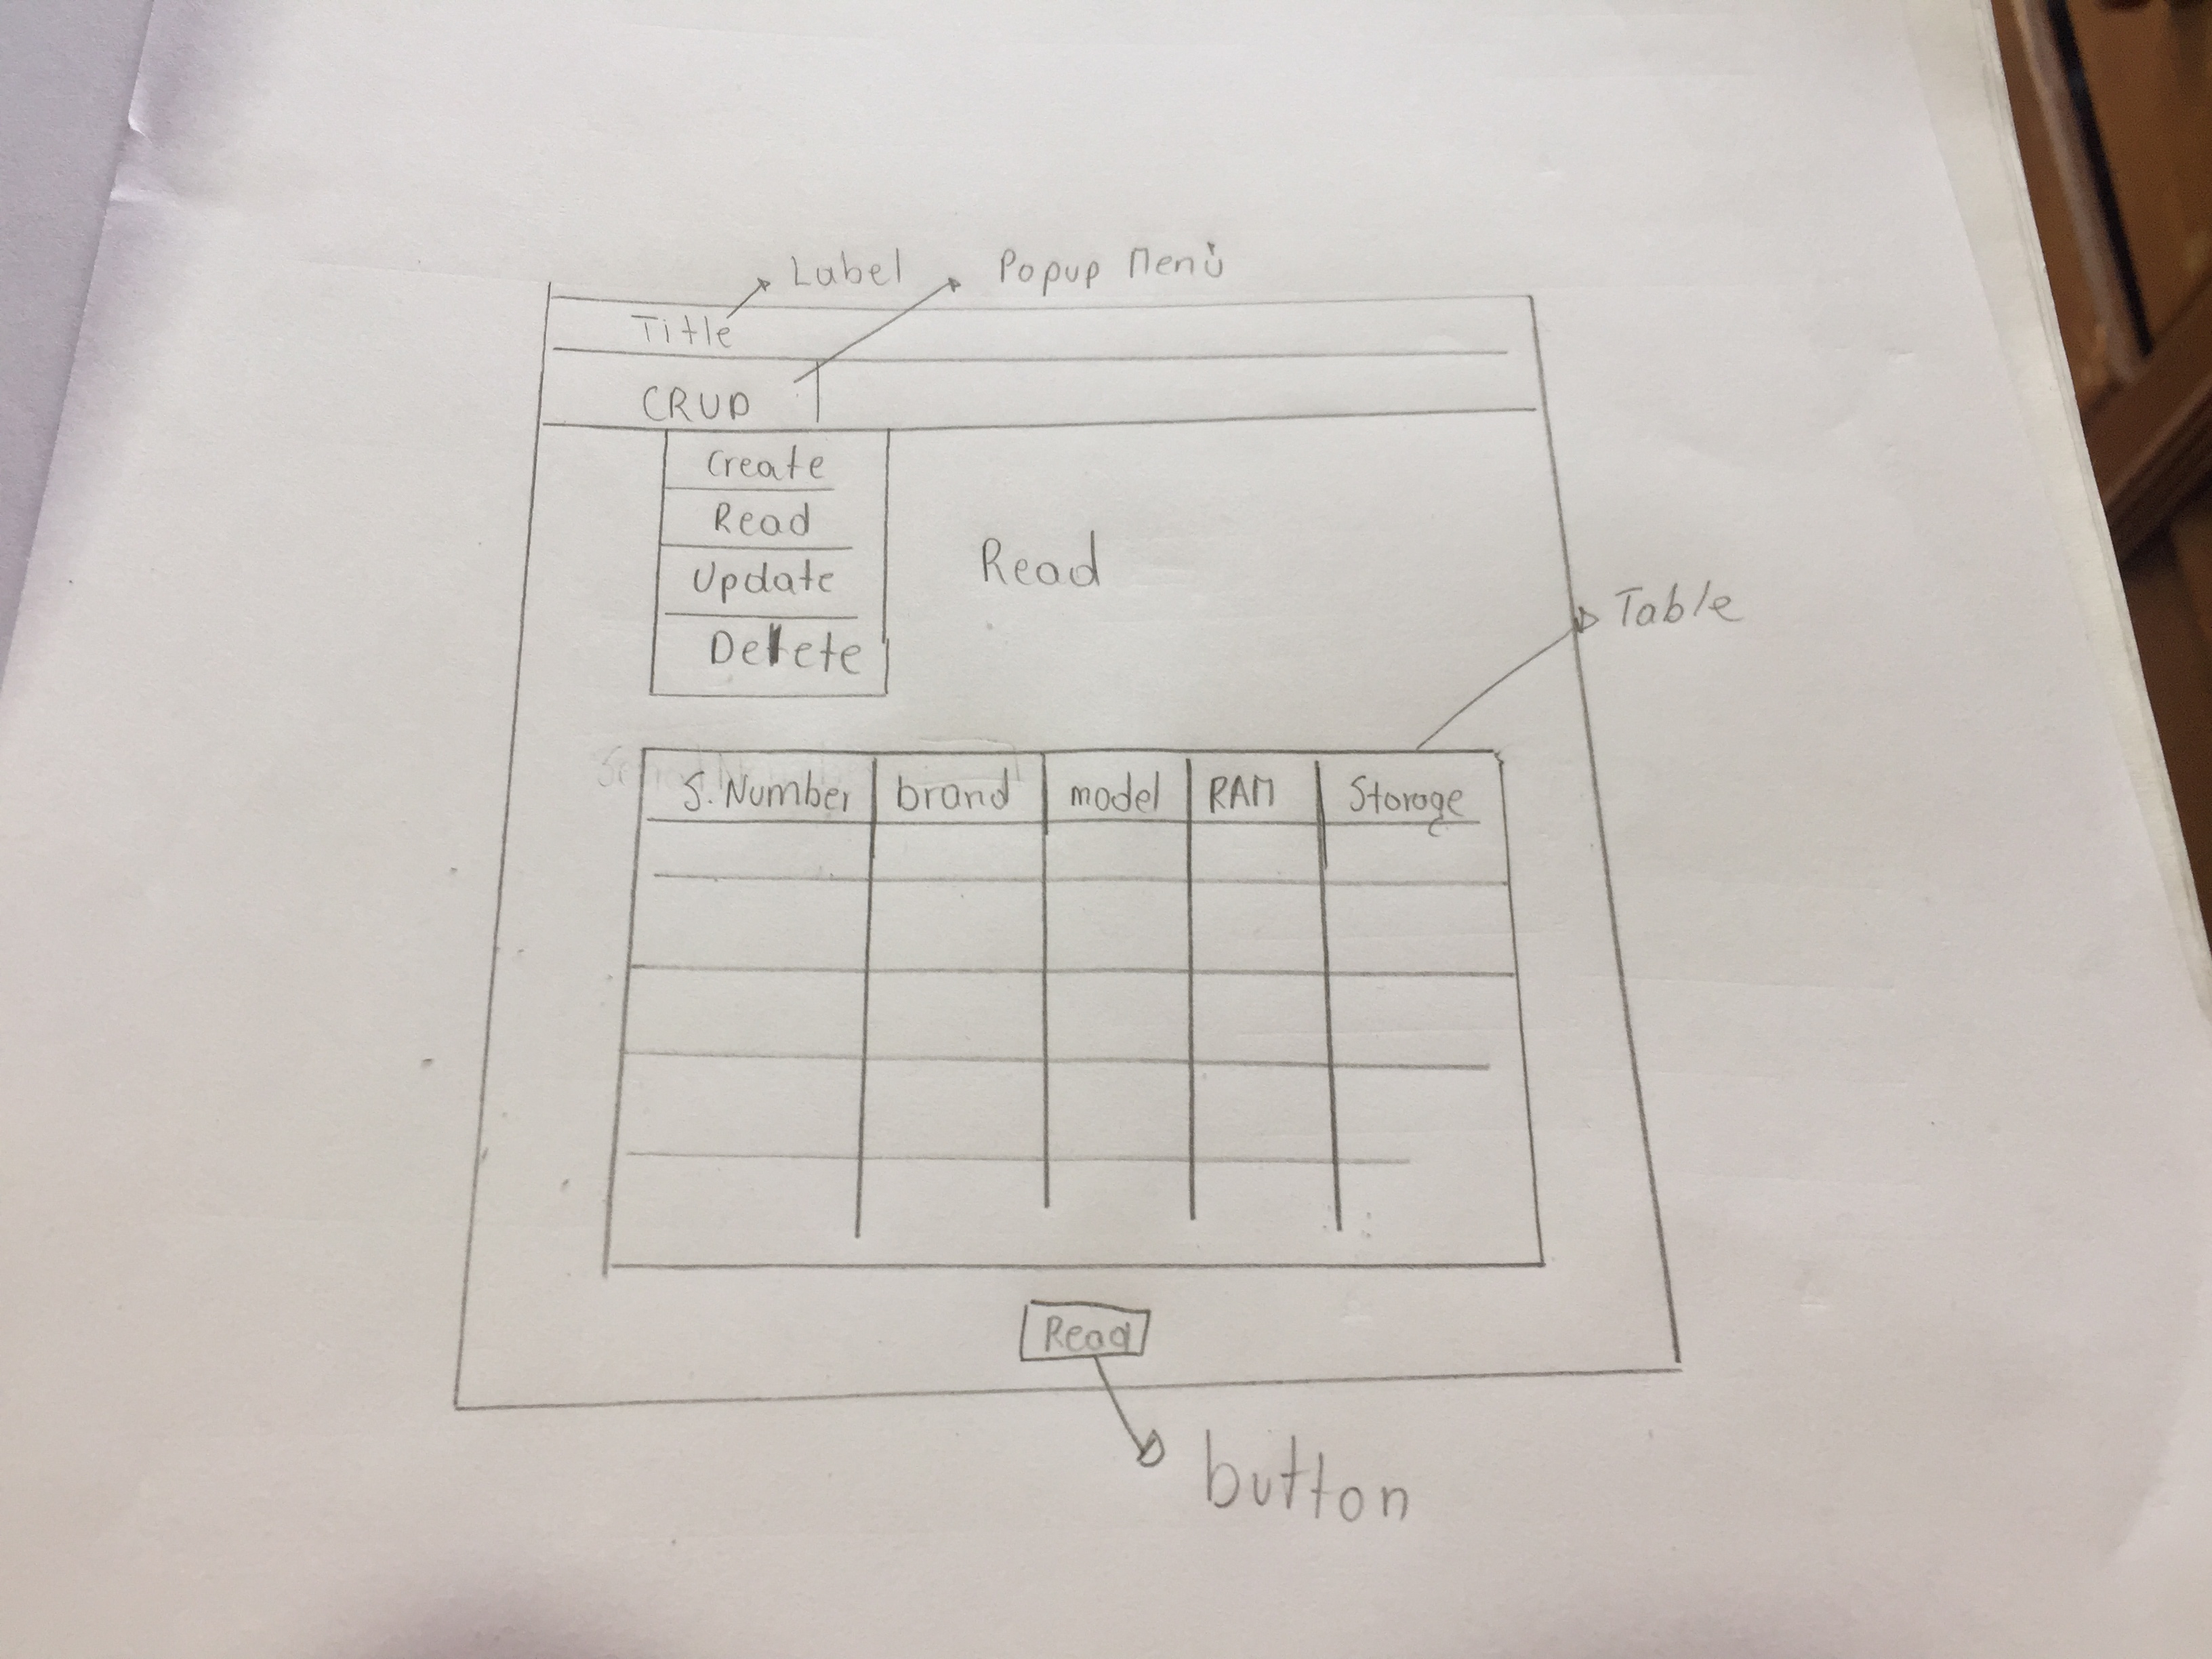 Label
Popup Menü
Title
CRUD
Create
Read
Update
Delete
Read
Table
S.Number brand model RAM Storage
Read
button